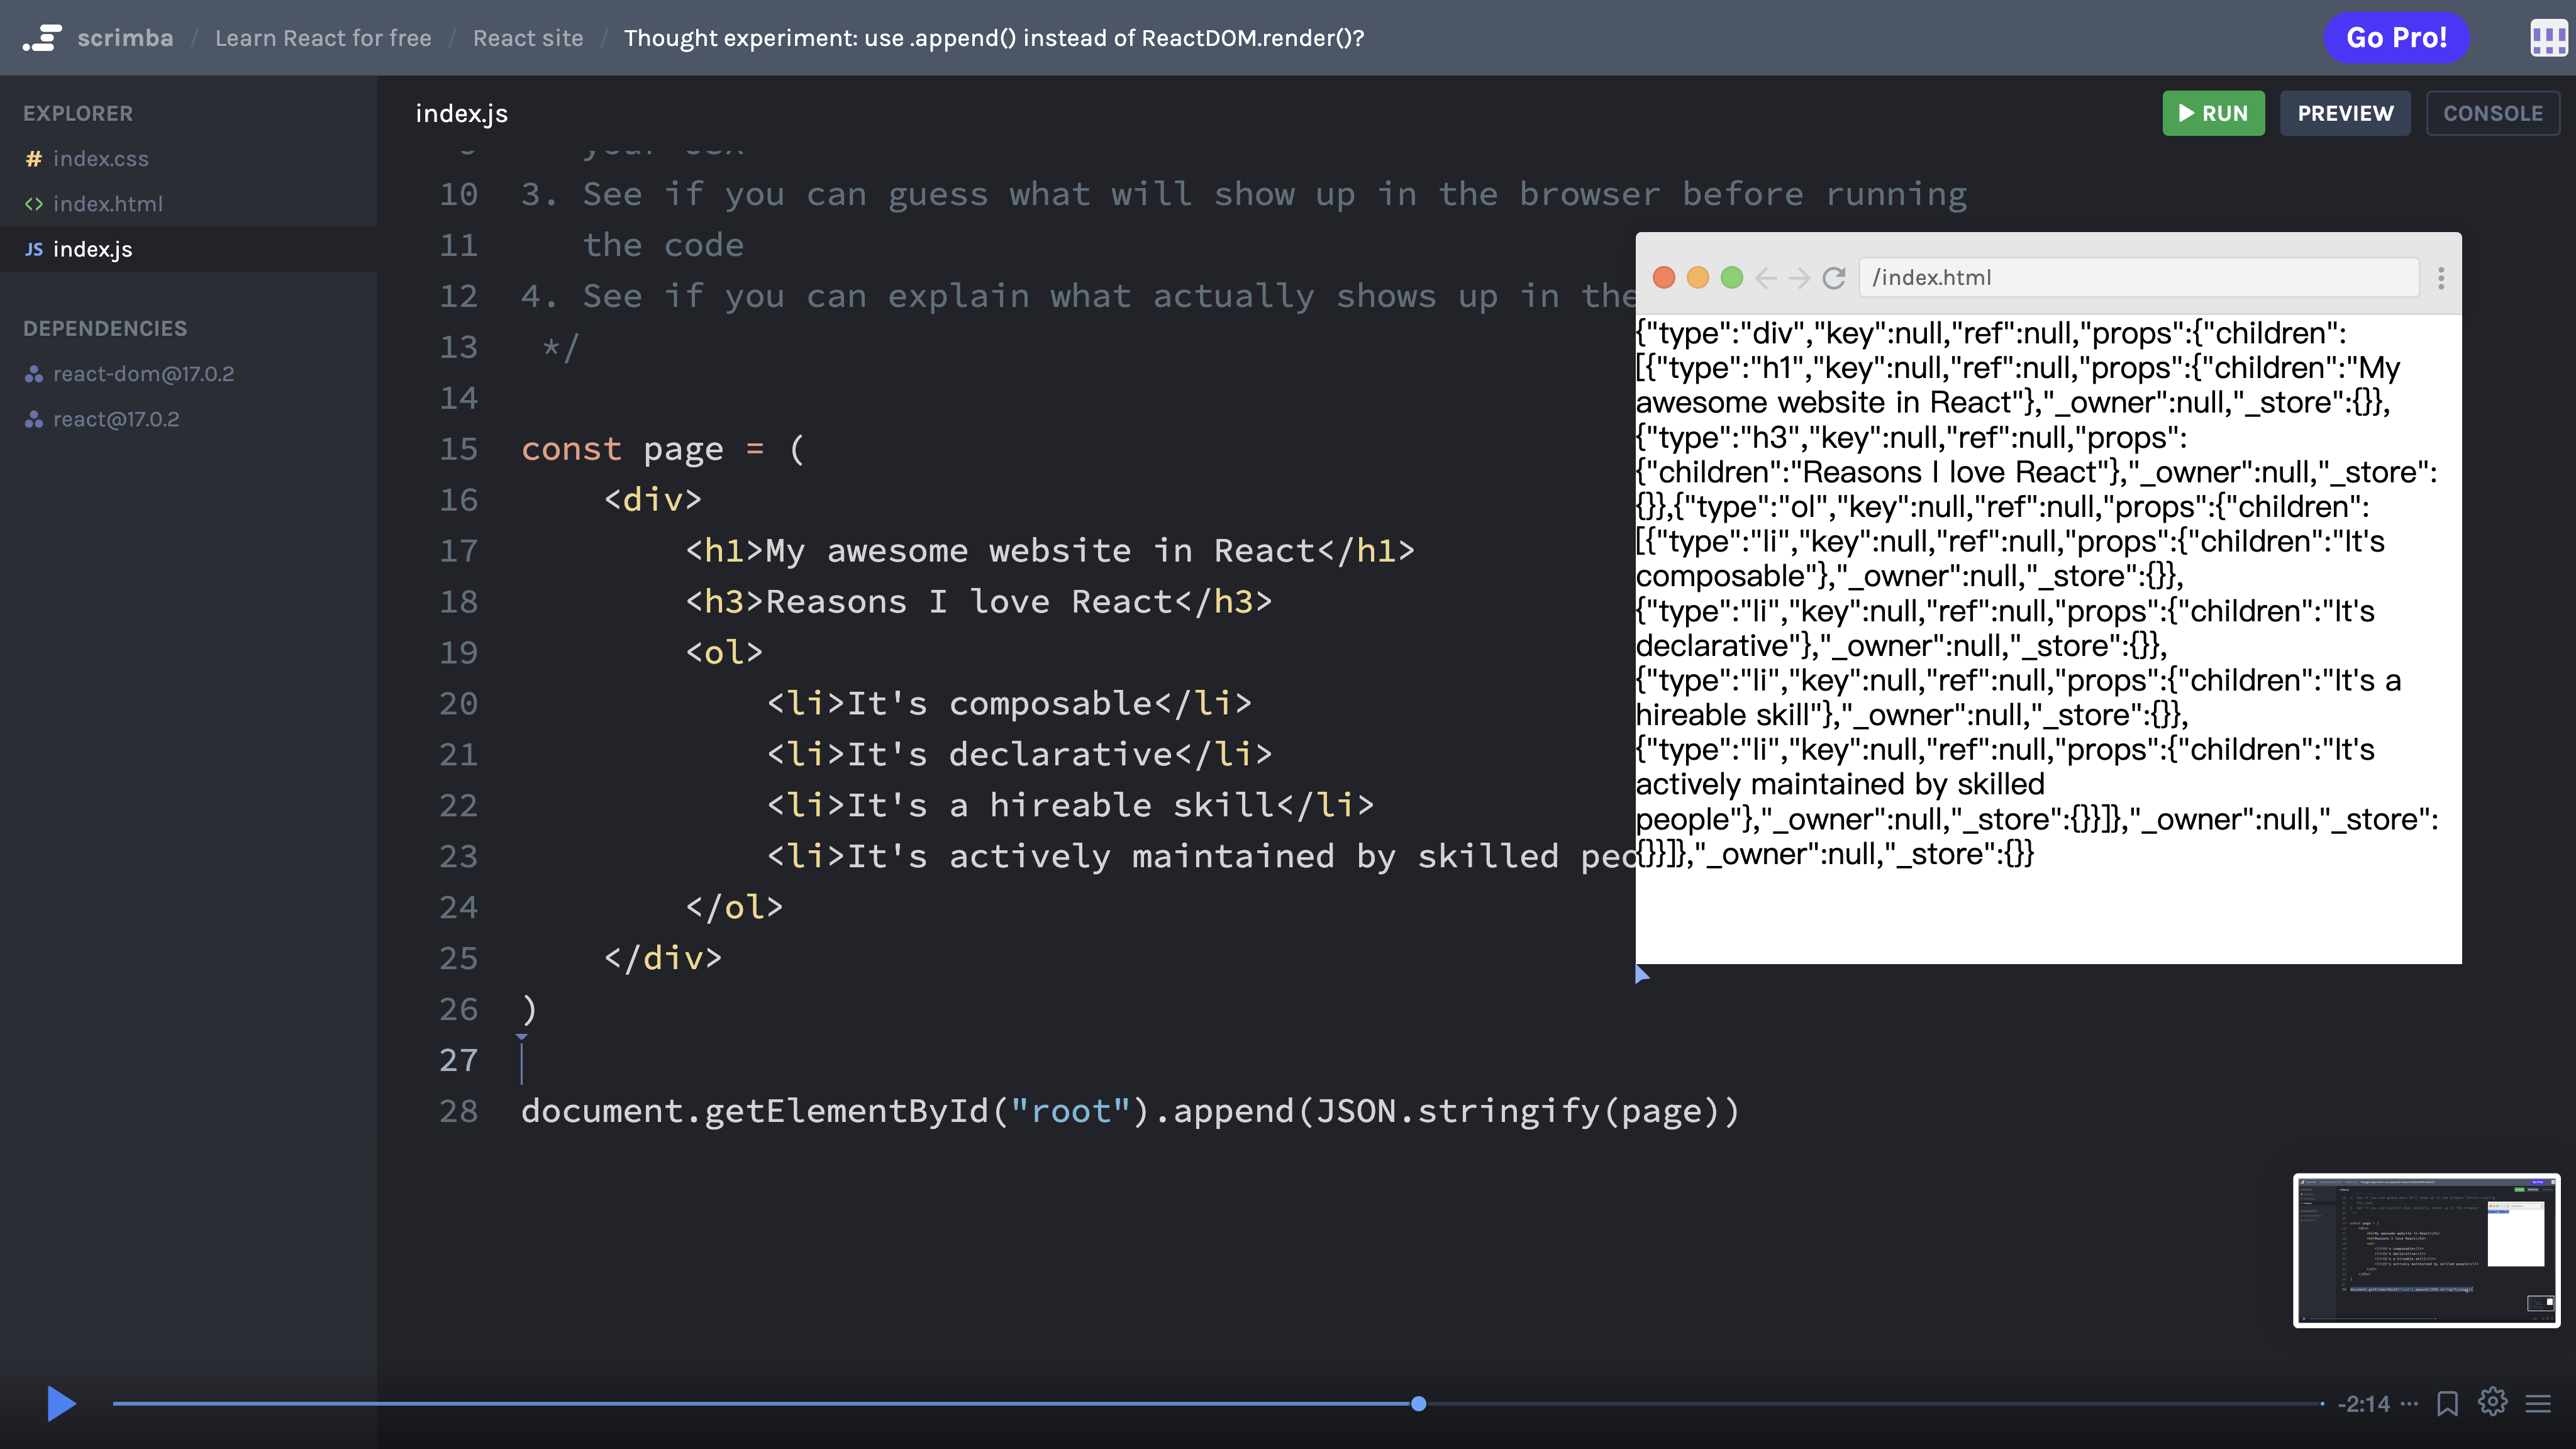 scrimba / Learn React for free / React site / Thought experiment: use .append() instead of ReactDOM.render()?
Go Pro!
EXPLORER
# index.css
<> index.html
JS index.js
DEPENDENCIES
react-dom@17.0.2
react@17.0.2
index.js
RUN
PREVIEW
CONSOLE
10 3. See if you can guess what will show up in the browser before running
11 the code
12 4. See if you can explain what actually shows up in the
13 */
14
15 const page = (
16 <div>
17 <h1>My awesome website in React</h1>
18 <h3>Reasons I love React</h3>
19 <ol>
20 <li>It's composable</li>
21 <li>It's declarative</li>
22 <li>It's a hireable skill</li>
23 <li>It's actively maintained by skilled peo
24 </ol>
25 </div>
26 )
27
28 document.getElementById("root").append(JSON.stringify(page))
/index.html
{"type":"div","key":null,"ref":null,"props":{"children":
[{"type":"h1","key":null,"ref":null,"props":{"children":"My
awesome website in React"},"_owner":null,"_store":{}},
{"type":"h3","key":null,"ref":null,"props":
{"children":"Reasons I love React"},"_owner":null,"_store":
{}},{"type":"ol","key":null,"ref":null,"props":{"children":
[{"type":"li","key":null,"ref":null,"props":{"children":"It's
composable"},"_owner":null,"_store":{}},
{"type":"li","key":null,"ref":null,"props":{"children":"It's
declarative"},"_owner":null,"_store":{}},
{"type":"li","key":null,"ref":null,"props":{"children":"It's a
hireable skill"},"_owner":null,"_store":{}},
{"type":"li","key":null,"ref":null,"props":{"children":"It's
actively maintained by skilled
people"},"_owner":null,"_store":{}}]},"_owner":null,"_store":
{}}]},"_owner":null,"_store":{}}
-2:14